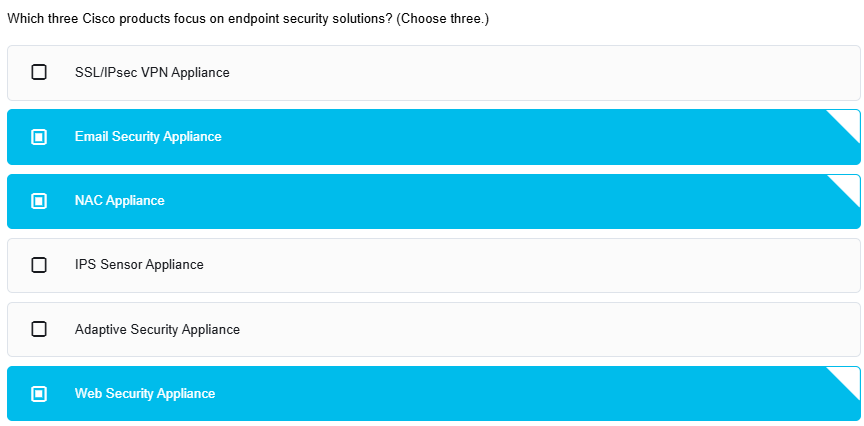 Which three Cisco products focus on endpoint security solutions? (Choose three.)
SSL/IPsec VPN Appliance
Email Security Appliance
NAC Appliance
IPS Sensor Appliance
Adaptive Security Appliance
Web Security Appliance